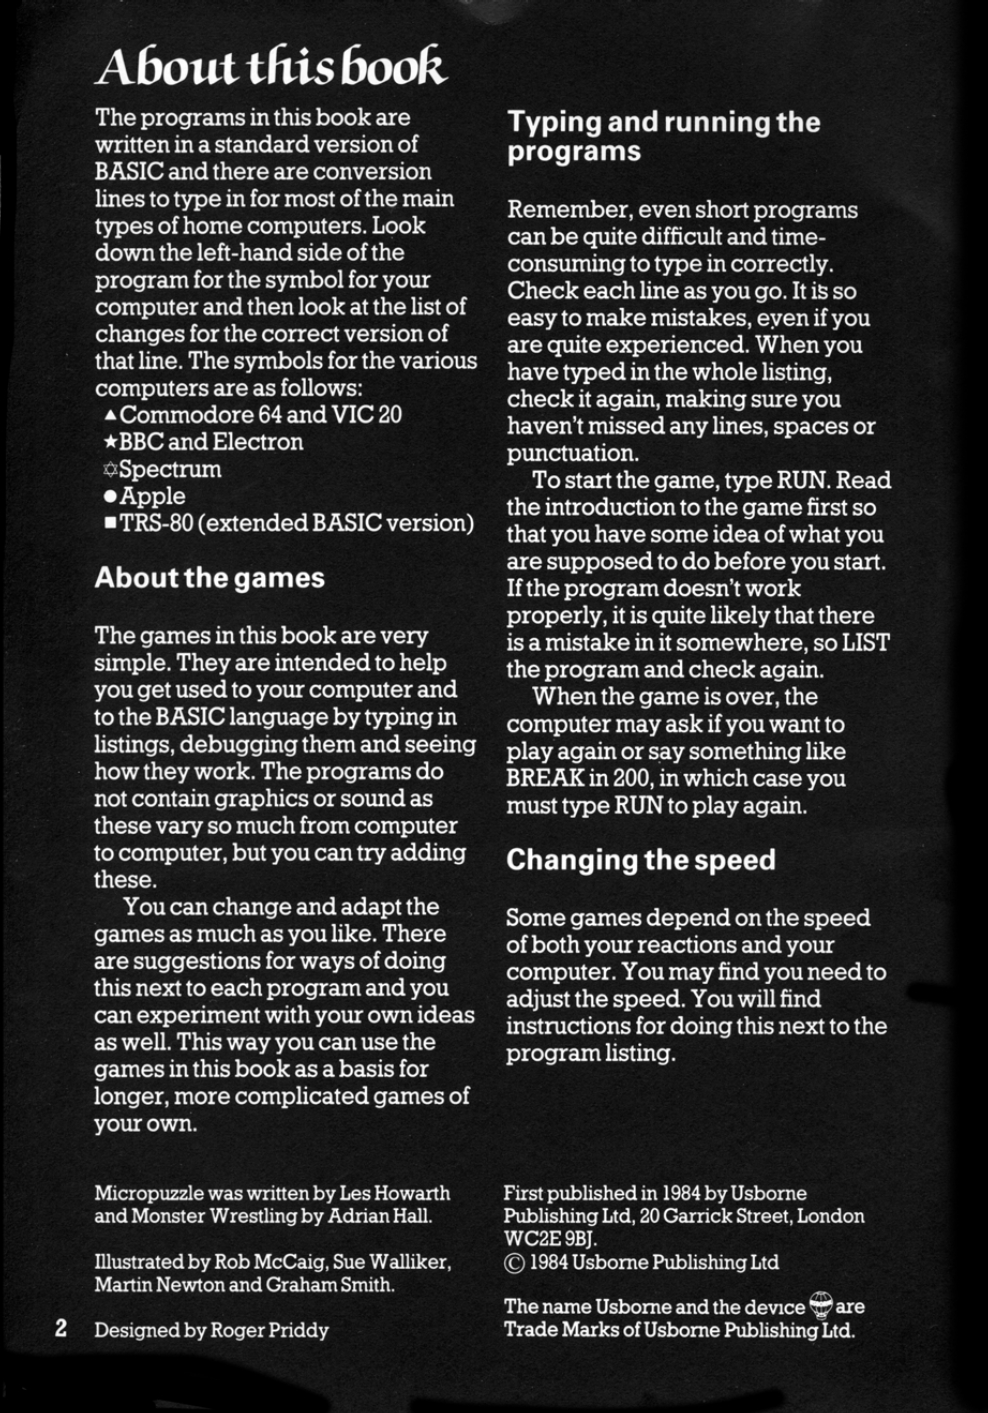 About this book
The programs in this book are
written in a standard version of
BASIC and there are conversion
lines to type in for most of the main
types of home computers. Look
down the left-hand side of the
program for the symbol for your
computer and then look at the list of
changes for the correct version of
that line. The symbols for the various
computers are as follows:
▲Commodore 64 and VIC 20
★BBC and Electron
✡Spectrum
●Apple
■TRS-80 (extended BASIC version)
About the games
The games in this book are very
simple. They are intended to help
you get used to your computer and
to the BASIC language by typing in
listings, debugging them and seeing
how they work. The programs do
not contain graphics or sound as
these vary so much from computer
to computer, but you can try adding
these.
You can change and adapt the
games as much as you like. There
are suggestions for ways of doing
this next to each program and you
can experiment with your own ideas
as well. This way you can use the
games in this book as a basis for
longer, more complicated games of
your own.
Typing and running the
programs
Remember, even short programs
can be quite difficult and time-
consuming to type in correctly.
Check each line as you go. It is so
easy to make mistakes, even if you
are quite experienced. When you
have typed in the whole listing,
check it again, making sure you
haven't missed any lines, spaces or
punctuation.
To start the game, type RUN. Read
the introduction to the game first so
that you have some idea of what you
are supposed to do before you start.
If the program doesn't work
properly, it is quite likely that there
is a mistake in it somewhere, so LIST
the program and check again.
When the game is over, the
computer may ask if you want to
play again or say something like
BREAK in 200, in which case you
must type RUN to play again.
Changing the speed
Some games depend on the speed
of both your reactions and your
computer. You may find you need to
adjust the speed. You will find
instructions for doing this next to the
program listing.
Micropuzzle was written by Les Howarth
and Monster Wrestling by Adrian Hall.
Illustrated by Rob McCaig, Sue Walliker,
Martin Newton and Graham Smith.
2 Designed by Roger Priddy
First published in 1984 by Usborne
Publishing Ltd, 20 Garrick Street, London
WC2E 9BJ.
© 1984 Usborne Publishing Ltd
The name Usborne and the device are
Trade Marks of Usborne Publishing Ltd.